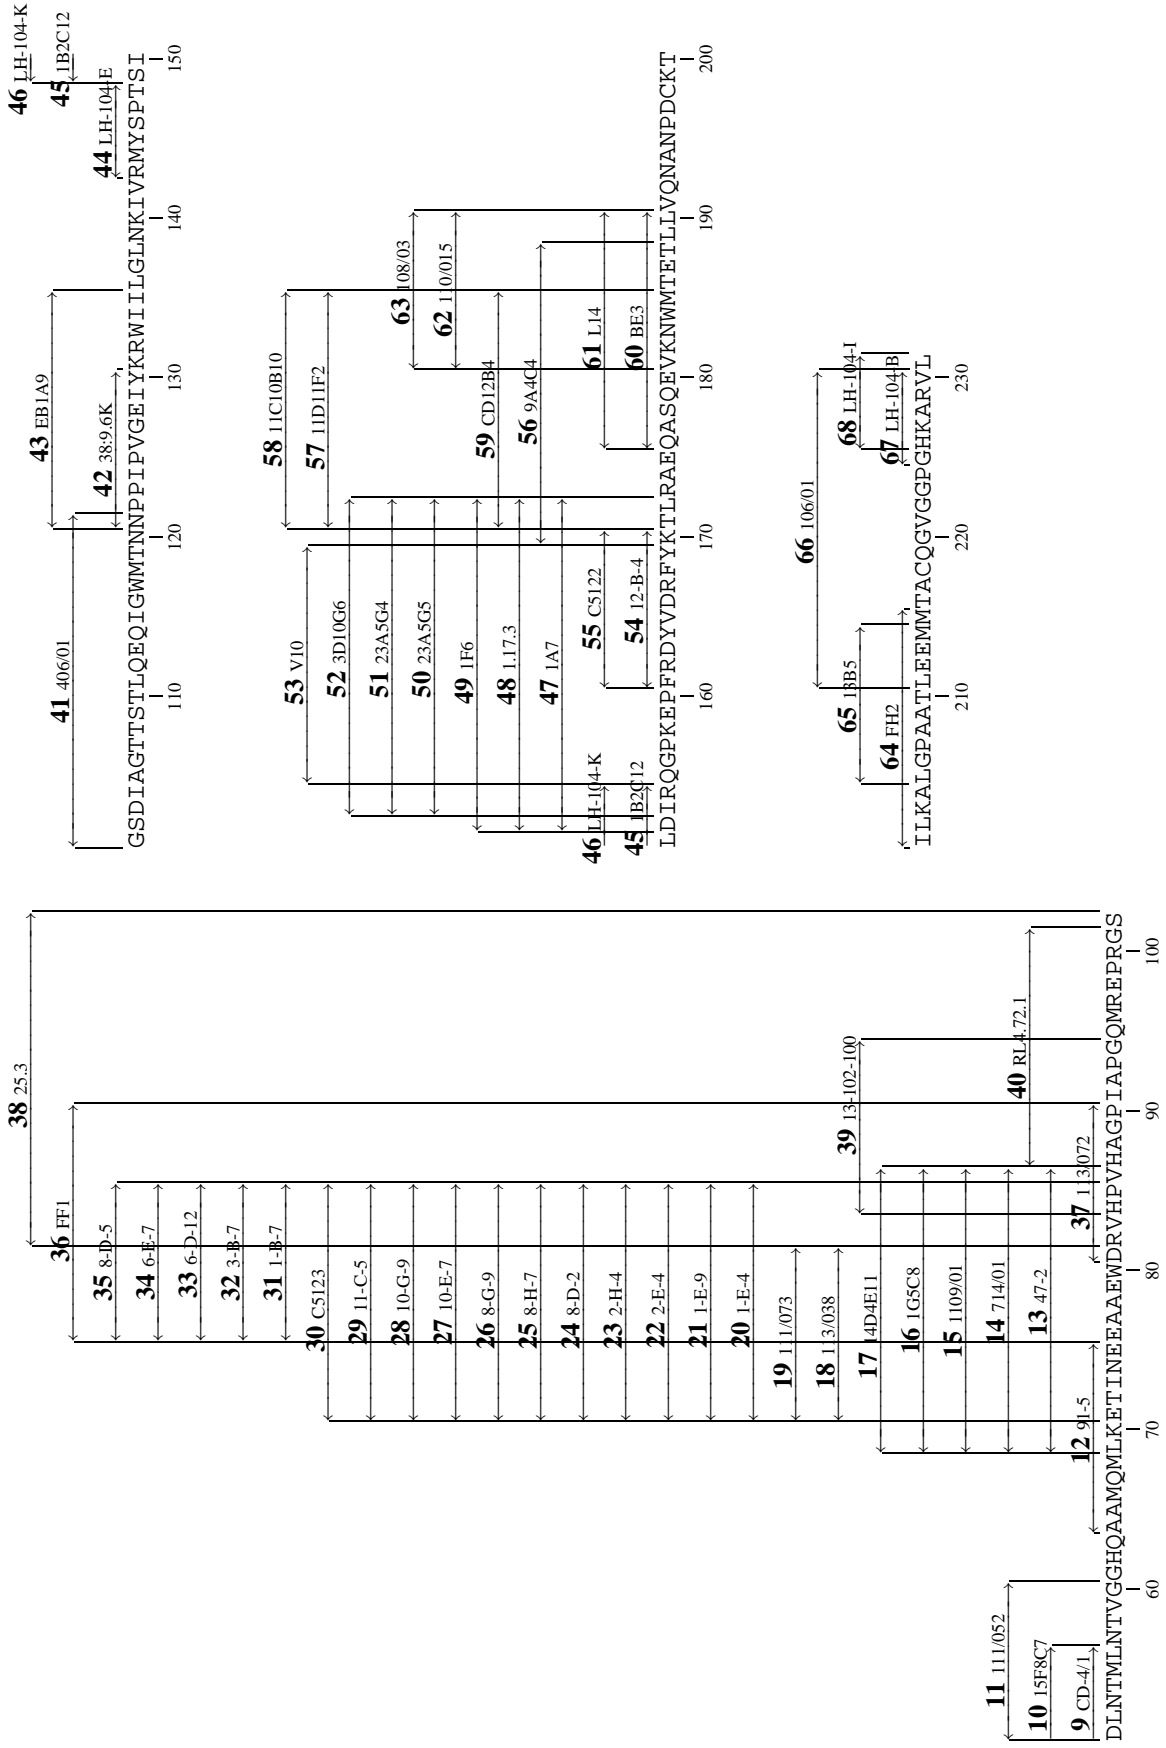 38 25.3
36 FF1
35 8-D-5
34 6-E-7
33 6-D-12
32 3-B-7
31 1-B-7
30 C5123
29 11-C-5
28 10-G-9
27 10-E-7
26 8-G-9
25 8-H-7
24 8-D-2
23 2-H-4
22 2-E-4
21 1-E-9
20 1-E-4
19 111/073
18 113/038
39 13-102-100
17 14D4E11
16 1G5C8
15 1109/01
14 714/01
40 RL4.72.1
13 47-2
37 113/072
12 91-5
11 111/052
10 15F8C7
9 CD-4/1
DLNTMLNTVGGHQAAMQMLKETINEEAAEWDRVHPVHAGPIAPGQMREPRGS
60 70 80 90 100
46 LH-104-K
45 1B2C12
43 EB1A9
41 406/01
44 LH-104-E
42 38:9.6K
GSDIAGTTSTLQEQIGWMTNNPPIPVGEIYKRWIILGLNKIVRMYSPTSI
110 120 130 140 150
58 11C10B10
57 11D11F2
53 V10
52 3D10G6
51 23A5G4
50 23A5G5
63 108/03
62 110/015
49 1F6
59 CD12B4
48 1.17.3
56 9A4C4
47 1A7
46 LH-104-K
55 C5122
61 L14
45 1B2C12
54 12-B-4
60 BE3
LDIRQGPKEPFRDYVDRFYKTLRAEQASQEVKNWMTETLLVQNANPDCKT
160 170 180 190 200
66 106/01
65 13B5
68 LH-104-I
64 FH2
67 LH-104-B
ILKALGPAATLEEMMTACQGVGGPGHKARVL
210 220 230